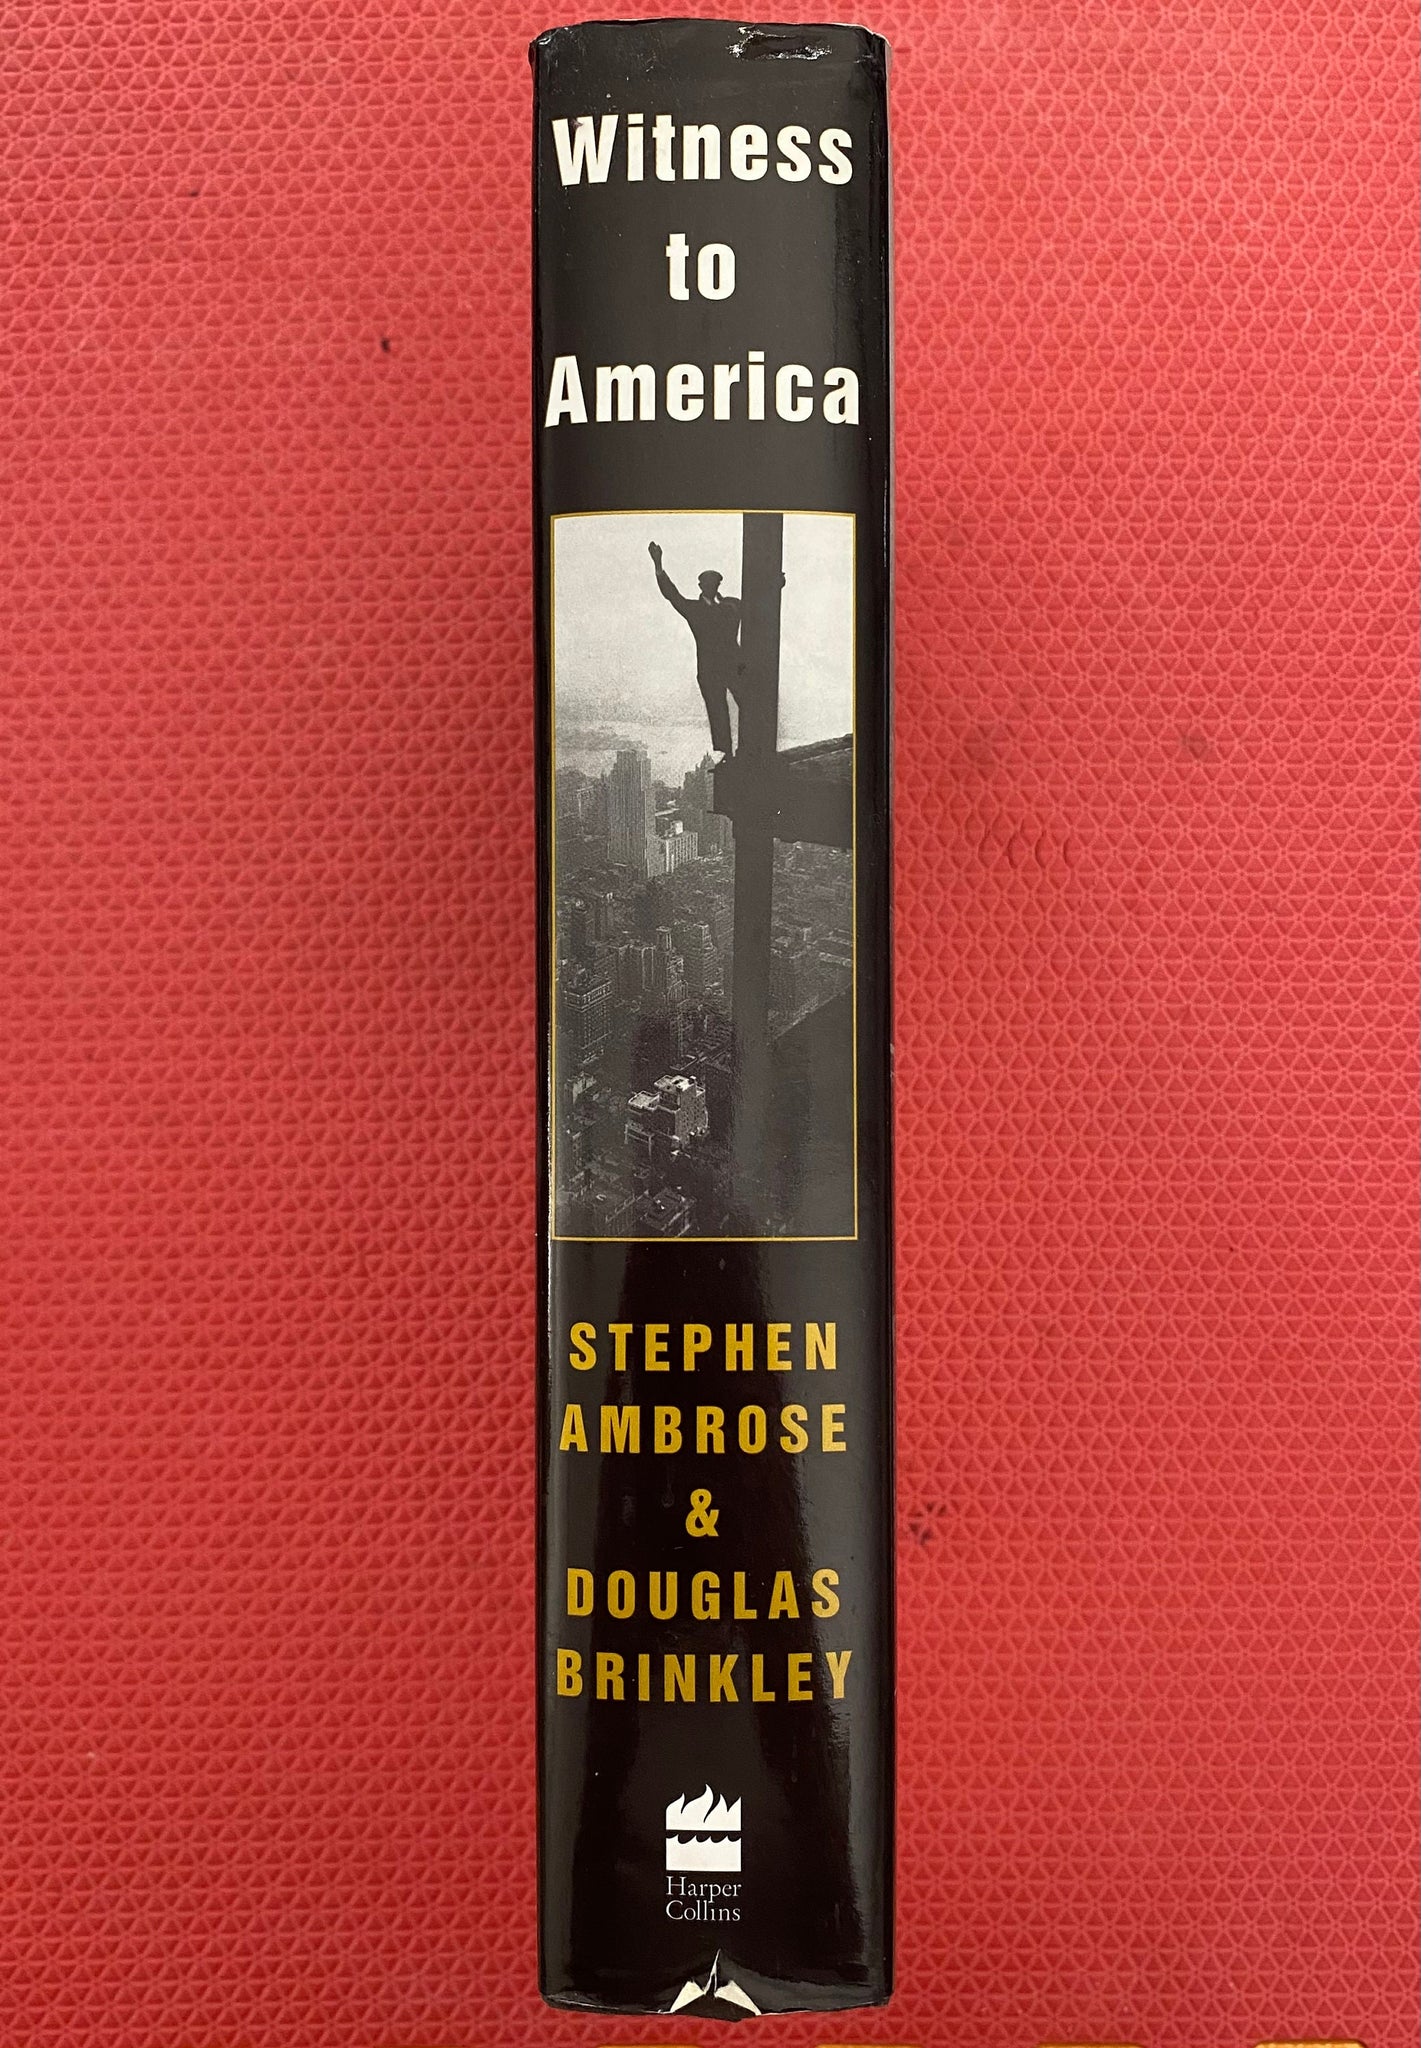 Witness
to
America
STEPHEN
AMBROSE
&
DOUGLAS
BRINKLEY
Harper
Collins